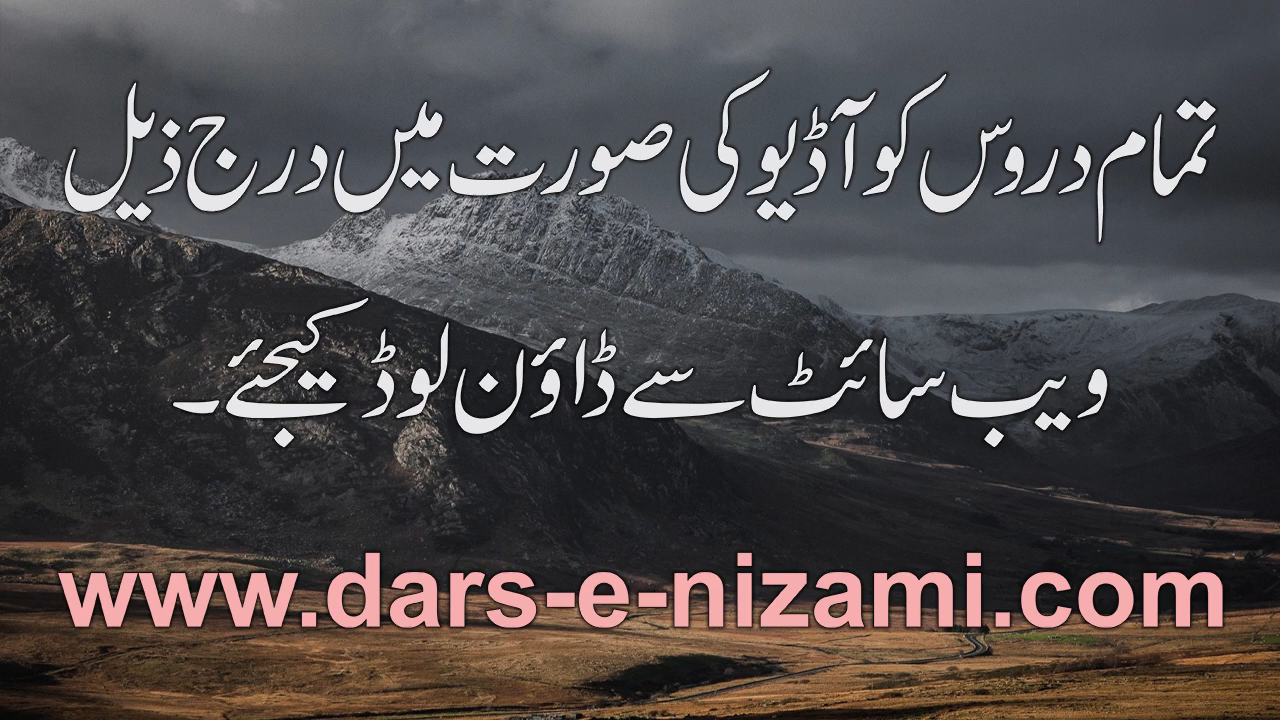 تمام دروس کو آڈیو کی صورت میں درج ذیل
ویب سائٹ سے ڈاؤن لوڈ کیجئے۔
www.dars-e-nizami.com